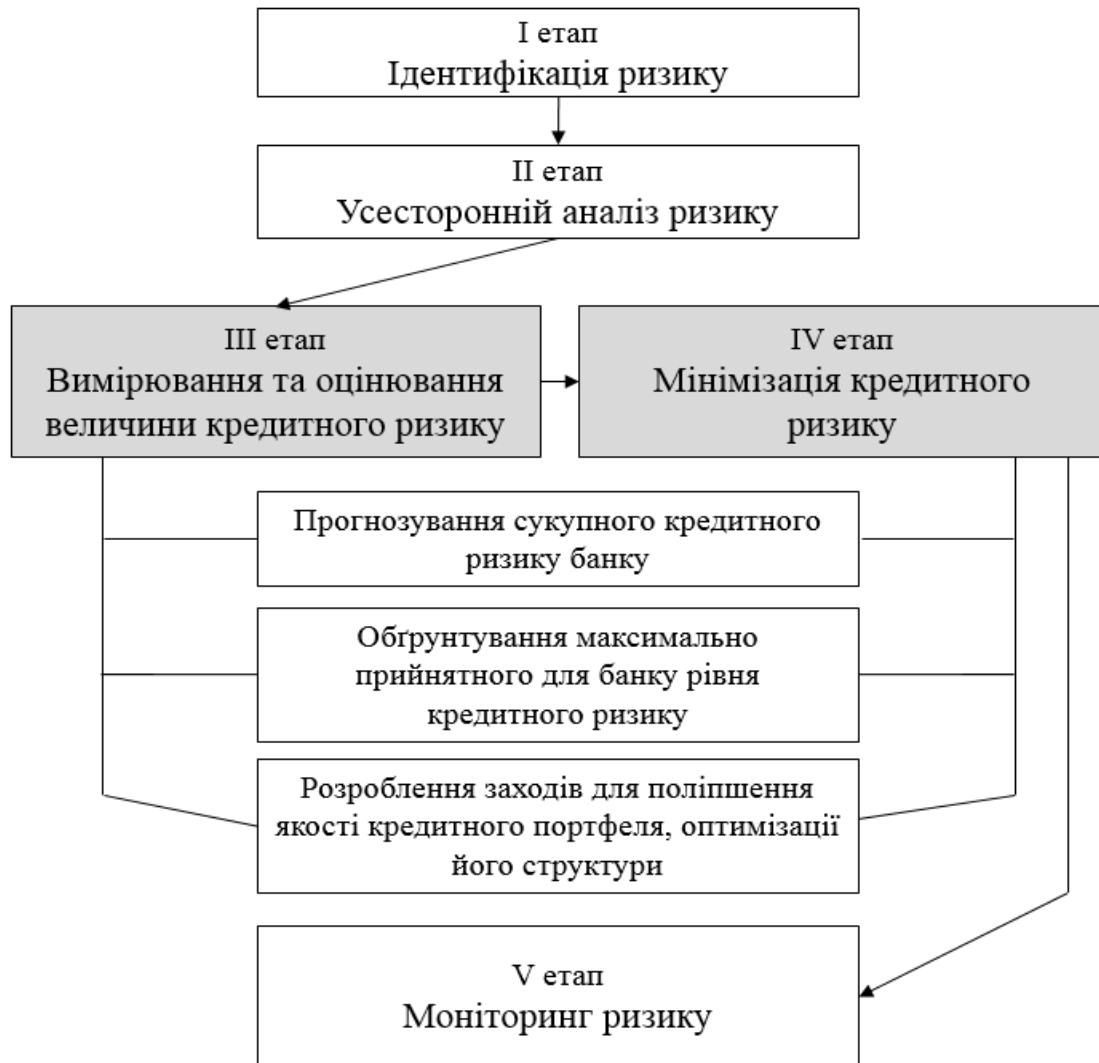 I етап
Ідентифікація ризику
II етап
Усесторонній аналіз ризику
III етап
Вимірювання та оцінювання
величини кредитного ризику
IV етап
Мінімізація кредитного
ризику
Прогнозування сукупного кредитного
ризику банку
Обґрунтування максимально
прийнятного для банку рівня
кредитного ризику
Розроблення заходів для поліпшення
якості кредитного портфеля, оптимізації
його структури
V етап
Моніторинг ризику